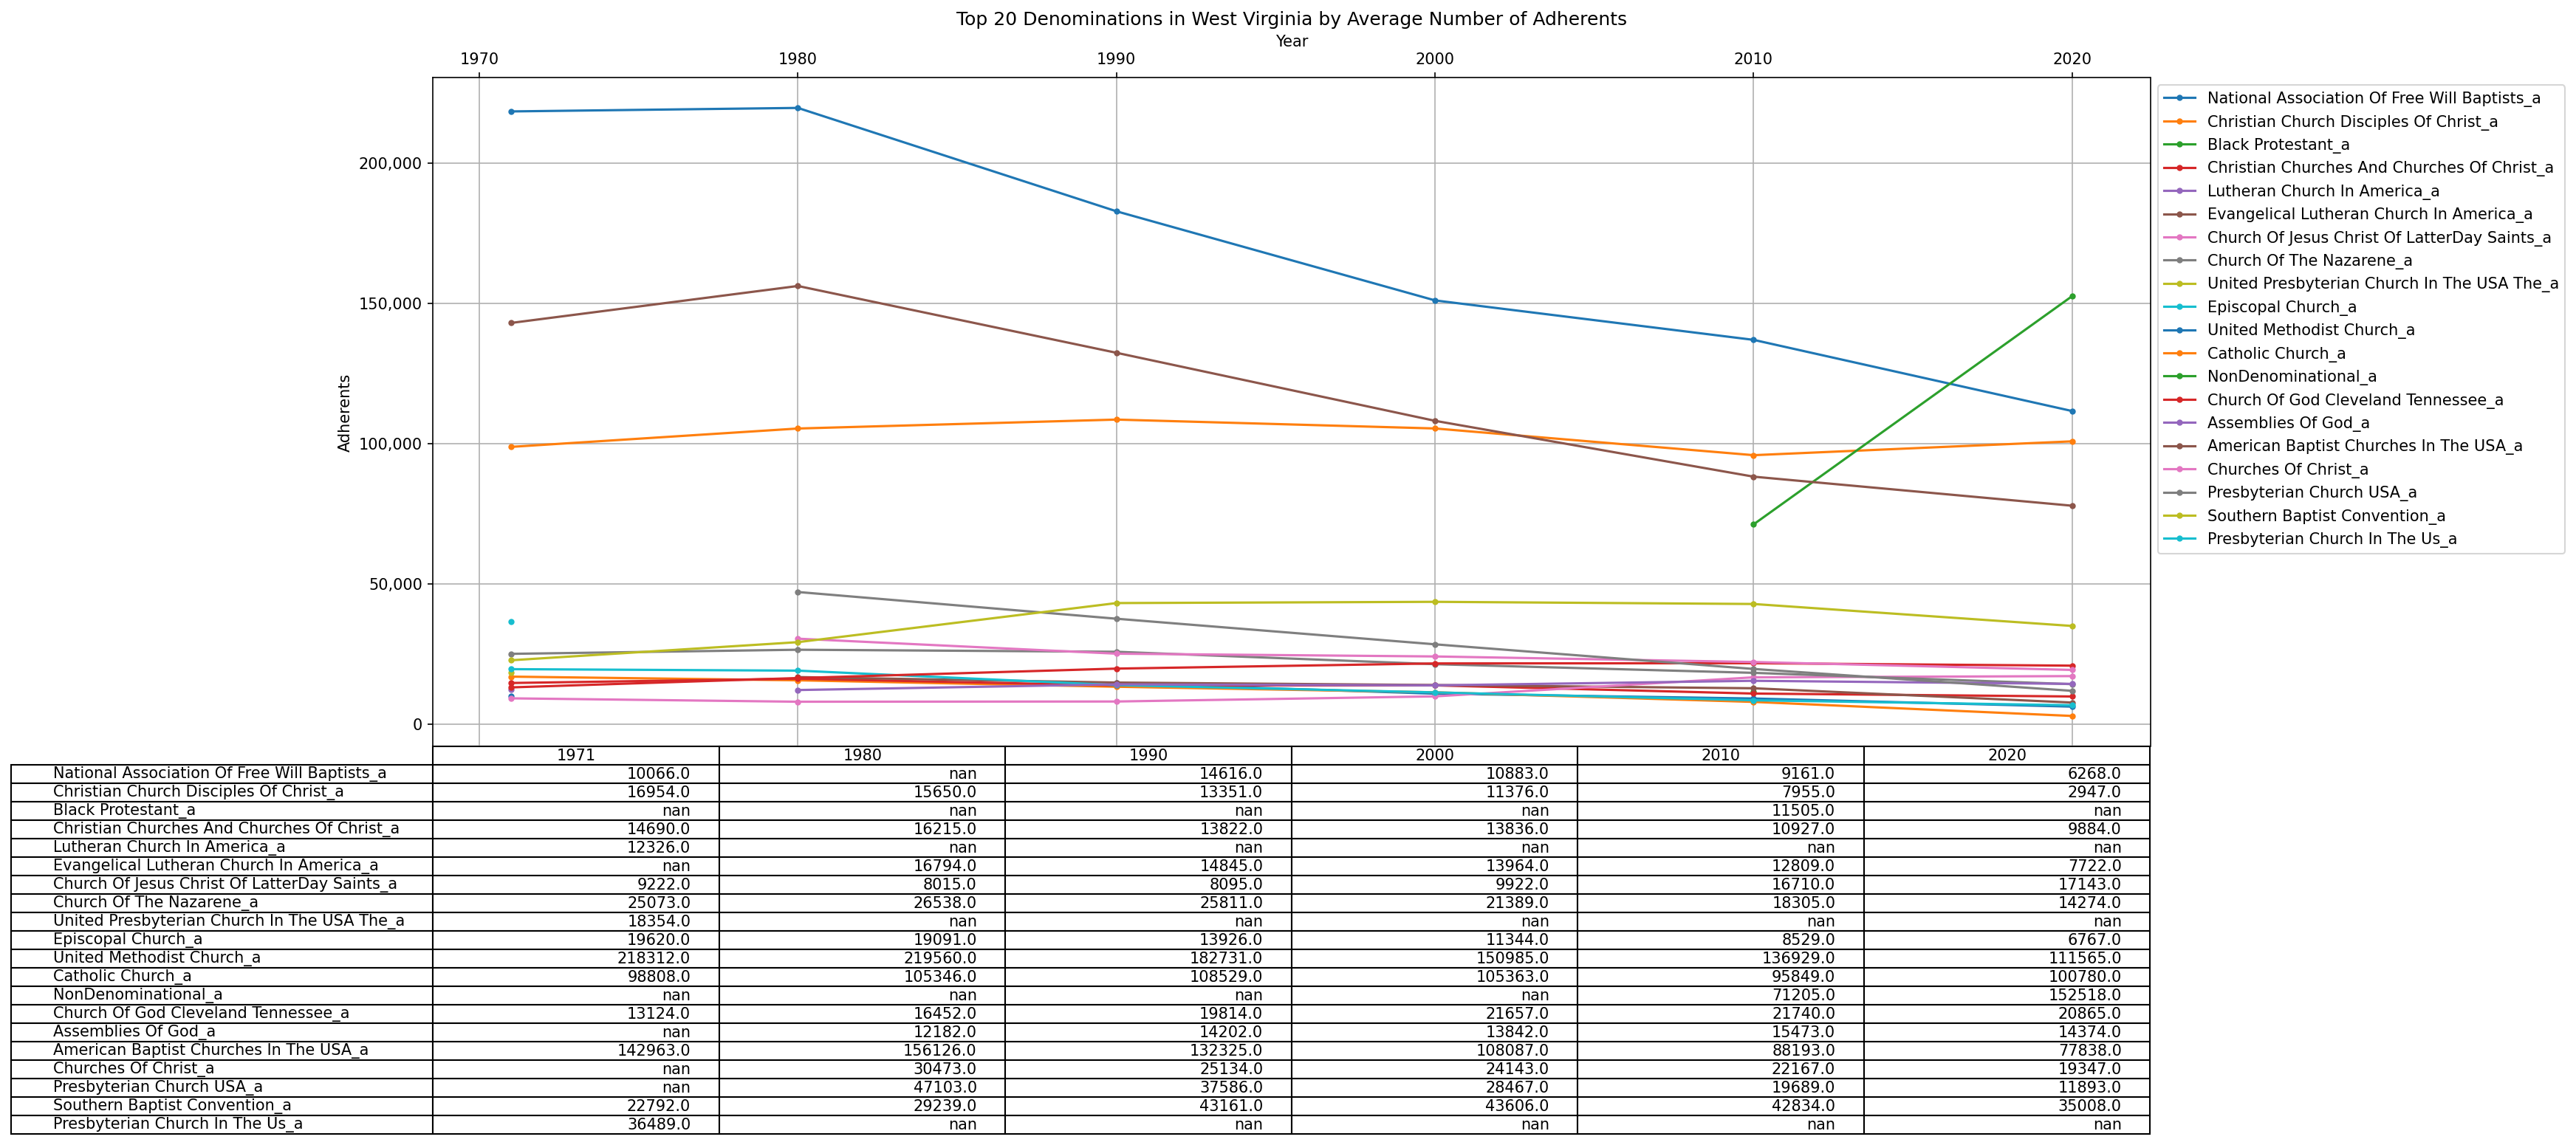 Top 20 Denominations in West Virginia by Average Number of Adherents
Year
1970 1980 1990 2000 2010 2020
200,000
150,000
100,000
50,000
0
Adherents
National Association Of Free Will Baptists_a
Christian Church Disciples Of Christ_a
Black Protestant_a
Christian Churches And Churches Of Christ_a
Lutheran Church In America_a
Evangelical Lutheran Church In America_a
Church Of Jesus Christ Of LatterDay Saints_a
Church Of The Nazarene_a
United Presbyterian Church In The USA The_a
Episcopal Church_a
United Methodist Church_a
Catholic Church_a
NonDenominational_a
Church Of God Cleveland Tennessee_a
Assemblies Of God_a
American Baptist Churches In The USA_a
Churches Of Christ_a
Presbyterian Church USA_a
Southern Baptist Convention_a
Presbyterian Church In The Us_a
1971 1980 1990 2000 2010 2020
National Association Of Free Will Baptists_a 10066.0 nan 14616.0 10883.0 9161.0 6268.0
Christian Church Disciples Of Christ_a 16954.0 15650.0 13351.0 11376.0 7955.0 2947.0
Black Protestant_a nan nan nan nan 11505.0 nan
Christian Churches And Churches Of Christ_a 14690.0 16215.0 13822.0 13836.0 10927.0 9884.0
Lutheran Church In America_a 12326.0 nan nan nan nan nan
Evangelical Lutheran Church In America_a nan 16794.0 14845.0 13964.0 12809.0 7722.0
Church Of Jesus Christ Of LatterDay Saints_a 9222.0 8015.0 8095.0 9922.0 16710.0 17143.0
Church Of The Nazarene_a 25073.0 26538.0 25811.0 21389.0 18305.0 14274.0
United Presbyterian Church In The USA The_a 18354.0 nan nan nan nan nan
Episcopal Church_a 19620.0 19091.0 13926.0 11344.0 8529.0 6767.0
United Methodist Church_a 218312.0 219560.0 182731.0 150985.0 136929.0 111565.0
Catholic Church_a 98808.0 105346.0 108529.0 105363.0 95849.0 100780.0
NonDenominational_a nan nan nan nan 71205.0 152518.0
Church Of God Cleveland Tennessee_a 13124.0 16452.0 19814.0 21657.0 21740.0 20865.0
Assemblies Of God_a nan 12182.0 14202.0 13842.0 15473.0 14374.0
American Baptist Churches In The USA_a 142963.0 156126.0 132325.0 108087.0 88193.0 77838.0
Churches Of Christ_a nan 30473.0 25134.0 24143.0 22167.0 19347.0
Presbyterian Church USA_a nan 47103.0 37586.0 28467.0 19689.0 11893.0
Southern Baptist Convention_a 22792.0 29239.0 43161.0 43606.0 42834.0 35008.0
Presbyterian Church In The Us_a 36489.0 nan nan nan nan nan